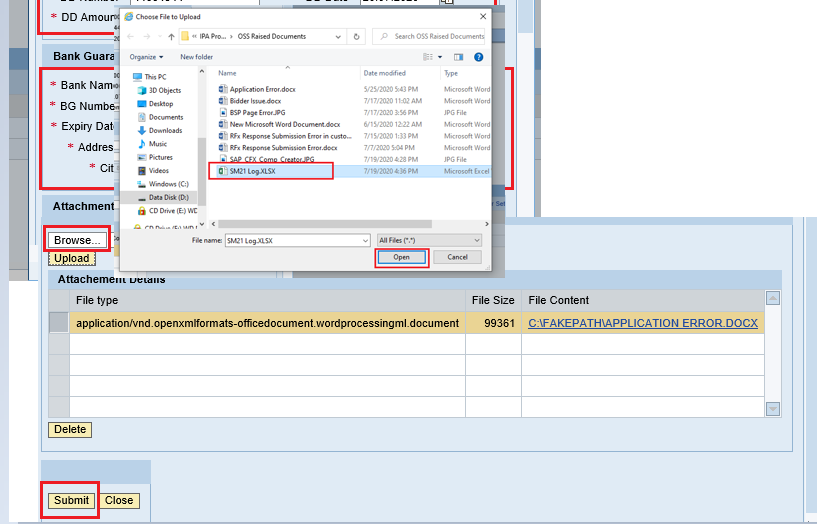 * DD Amoun
Bank Guara
* Bank Nam
* BG Numbe
* Expiry Dat
* Addres
* Cit
Attachment
Browse...
Upload
Choose File to Upload
IPA Pro... > OSS Raised Documents
Search OSS Raised Documents
Organize
New folder
This PC
3D Objects
Desktop
Documents
Downloads
Music
Pictures
Videos
Windows (C:)
Data Disk (D:)
CD Drive (E:) WD
CD Drive (E:) WD
Name Date modified Type
Application Error.docx 5/25/2020 5:43 PM Microsoft Word
Bidder Issue.docx 7/17/2020 11:02 AM Microsoft Word
BSP Page Error.JPG 7/17/2020 3:56 PM JPG File
New Microsoft Word Document.docx 6/15/2020 12:22 AM Microsoft Word
RFx Response Submission Error in custo... 7/15/2020 1:33 PM Microsoft Word
RFx Response Submission Error.docx 7/7/2020 5:04 PM Microsoft Word
SAP_CFX_Comp_Creator.JPG 7/19/2020 4:28 PM JPG File
SM21 Log.XLSX 7/19/2020 4:36 PM Microsoft Excel
File name: SM21 Log.XLSX
All Files (*.*)
Open Cancel
Attachement Details
File type File Size File Content
application/vnd.openxmlformats-officedocument.wordprocessingml.document 99361 C:\FAKEPATH\APPLICATION ERROR.DOCX
Delete
Submit Close